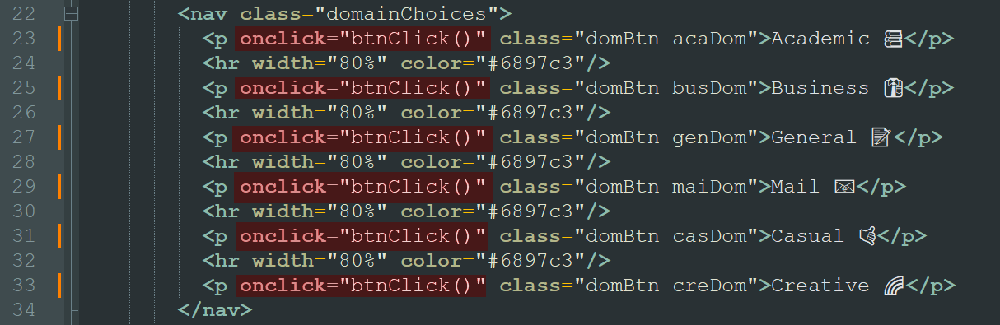 22 <nav class="domainChoices">
23 <p onclick="btnClick()" class="domBtn acaDom">Academic 📚</p>
24 <hr width="80%" color="#6897c3"/>
25 <p onclick="btnClick()" class="domBtn busDom">Business 👔</p>
26 <hr width="80%" color="#6897c3"/>
27 <p onclick="btnClick()" class="domBtn genDom">General 📝</p>
28 <hr width="80%" color="#6897c3"/>
29 <p onclick="btnClick()" class="domBtn maiDom">Mail ✉</p>
30 <hr width="80%" color="#6897c3"/>
31 <p onclick="btnClick()" class="domBtn casDom">Casual 👍</p>
32 <hr width="80%" color="#6897c3"/>
33 <p onclick="btnClick()" class="domBtn creDom">Creative 🌈</p>
34 </nav>